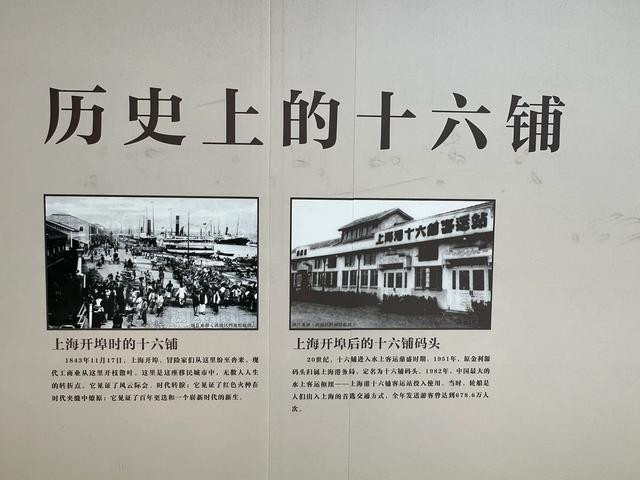 历史上的十六铺
上海港十六铺客运站
上海开埠时的十六铺
1843年11月17日,上海开埠。冒险家们从这里纷至沓来,现
代工商业从这里开枝散叶。这里是这座移民城市中,无数人人生
的转折点。它见证了风云际会、时代转捩;它见证了红色火种在
时代夹缝中燎原;它见证了百年更迭和一个崭新时代的新生。
上海开埠后的十六铺码头
20世纪,十六铺进入水上客运鼎盛时期。1951年,原金利源
码头归属上海港务局,定名为十六铺码头。1982年,中国最大的
水上客运枢纽——上海港十六铺客运站投入使用。当时,轮船是
人们出入上海的首选交通方式,全年发送游客曾达到678.6万人
次。